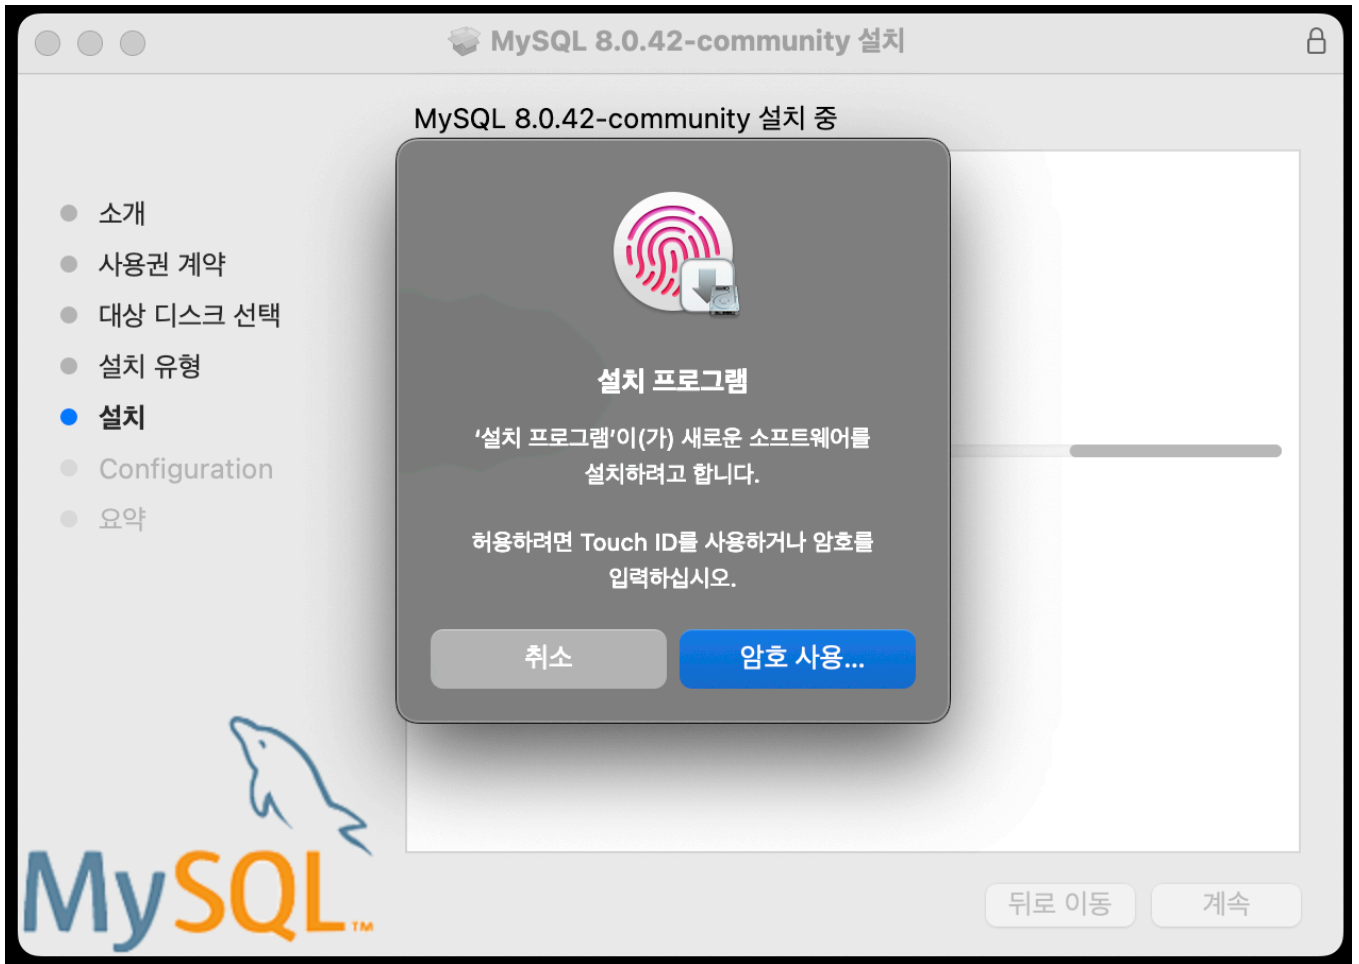 MySQL 8.0.42-community 설치
MySQL 8.0.42-community 설치 중
소개
사용권 계약
대상 디스크 선택
설치 유형
설치
Configuration
요약
설치 프로그램
‘설치 프로그램’이(가) 새로운 소프트웨어를
설치하려고 합니다.
허용하려면 Touch ID를 사용하거나 암호를
입력하십시오.
취소
암호 사용...
MySQL™
뒤로 이동
계속